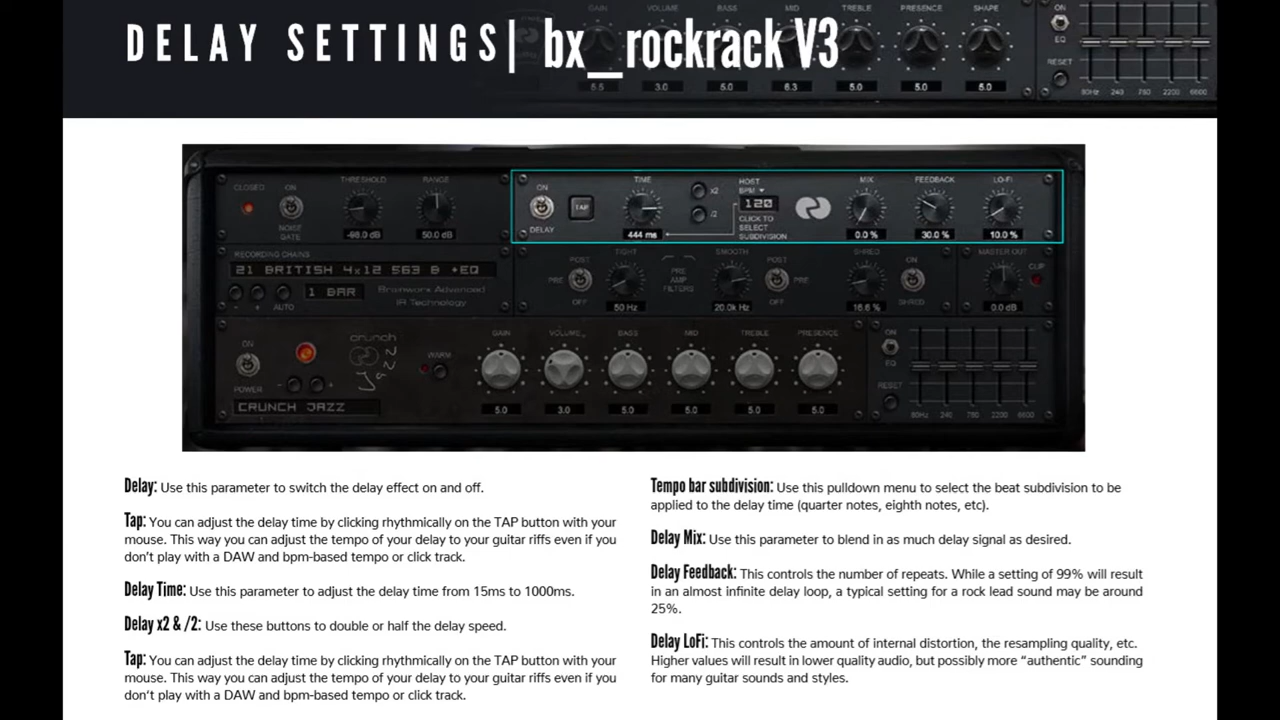 DELAY SETTINGS| bx_rockrack V3
GAIN VOLUME BASS MID TREBLE PRESENCE SHAPE
5.5 3.0 5.0 6.3 5.0 5.0 5.0
ON
EQ
RESET
80Hz 240 780 2200 6600
CLOSED ON THRESHOLD RANGE
NOISE GATE
-98.0 dB 50.0 dB
ON TAP TIME x2 HOST BPM MIX FEEDBACK LO-FI
/2 120
DELAY CLICK TO
SELECT
444 ms SUBDIVISION 0.0 % 30.0 % 10.0 %
RECORDING CHAINS
21 BRITISH 4x12 563 B *EQ
- + AUTO 1 BAR Brainworx Advanced
IR Technology
POST TIGHT SMOOTH POST SHRED ON MASTER OUT
PRE PRE AMP FILTERS PRE CLIP
OFF 50 Hz 20.0k Hz OFF 16.6 % SHRED 0.0 dB
ON crunch WARM GAIN VOLUME BASS MID TREBLE PRESENCE ON
EQ
POWER - + RESET
CRUNCH JAZZ 5.0 3.0 5.0 5.0 5.0 5.0 80Hz 240 780 2200 6600
Delay: Use this parameter to switch the delay effect on and off.
Tap: You can adjust the delay time by clicking rhythmically on the TAP button with your
mouse. This way you can adjust the tempo of your delay to your guitar riffs even if you
don't play with a DAW and bpm-based tempo or click track.
Delay Time: Use this parameter to adjust the delay time from 15ms to 1000ms.
Delay x2 & /2: Use these buttons to double or half the delay speed.
Tap: You can adjust the delay time by clicking rhythmically on the TAP button with your
mouse. This way you can adjust the tempo of your delay to your guitar riffs even if you
don't play with a DAW and bpm-based tempo or click track.
Tempo bar subdivision: Use this pulldown menu to select the beat subdivision to be
applied to the delay time (quarter notes, eighth notes, etc).
Delay Mix: Use this parameter to blend in as much delay signal as desired.
Delay Feedback: This controls the number of repeats. While a setting of 99% will result
in an almost infinite delay loop, a typical setting for a rock lead sound may be around
25%.
Delay LoFi: This controls the amount of internal distortion, the resampling quality, etc.
Higher values will result in lower quality audio, but possibly more “authentic” sounding
for many guitar sounds and styles.